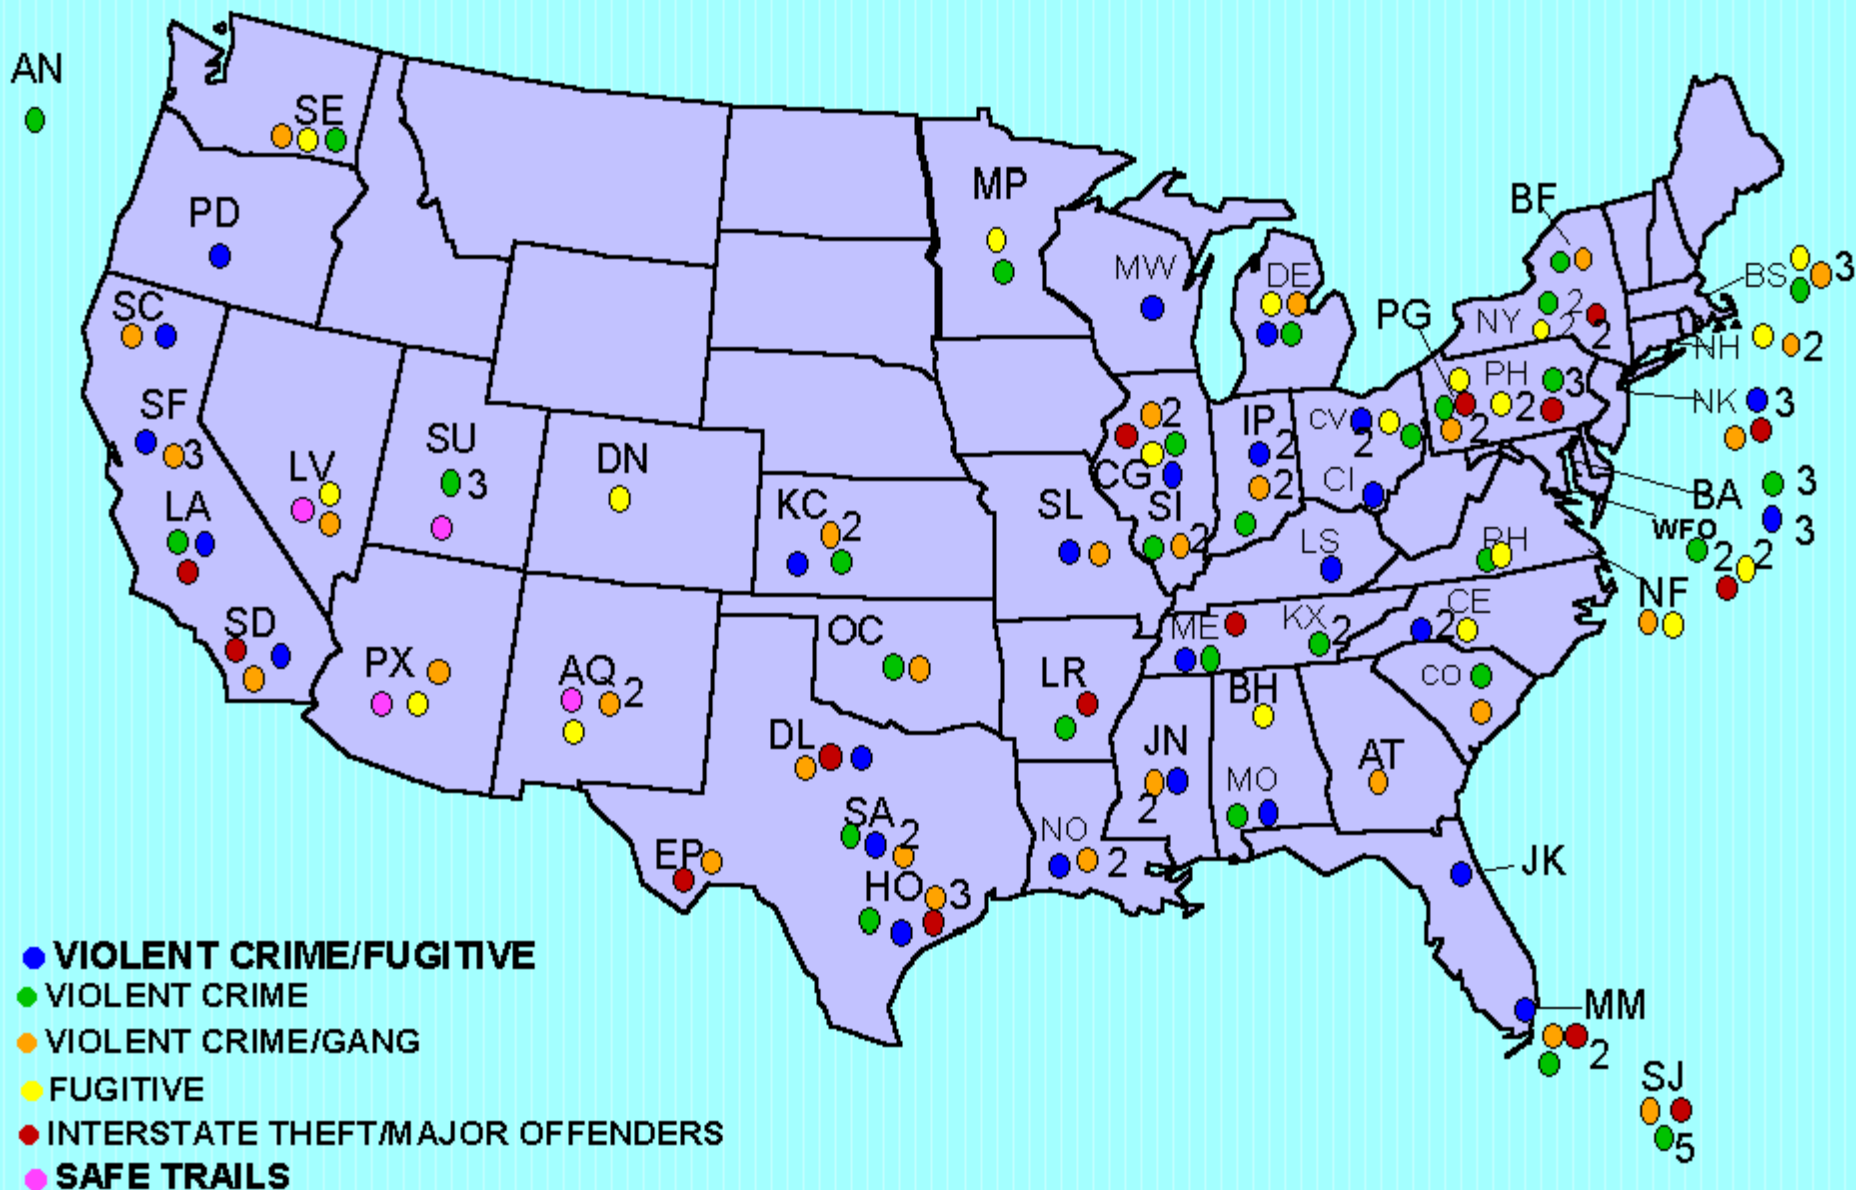 AN
SE
PD
MP
BF
MW
DE
BS 3
SC
PG
NY 2
2 2
NH 2
SF
3
PH 3
2
2
NK 3
2
IP 2
2
CV
2
CI
CG
SI
2
LV
SU
3
DN
KC
2
SL
LA
BA 3
3
WFO
2 2
LS
RH
NF
SD
OC
ME
KX 2
CE
2
PX
AQ
2
LR
BH
CO
DL
JN
2
MO
AT
SA
2
NO
2
EP
HO
3
JK
VIOLENT CRIME/FUGITIVE
VIOLENT CRIME
VIOLENT CRIME/GANG
FUGITIVE
INTERSTATE THEFT/MAJOR OFFENDERS
SAFE TRAILS
MM
2
SJ
5